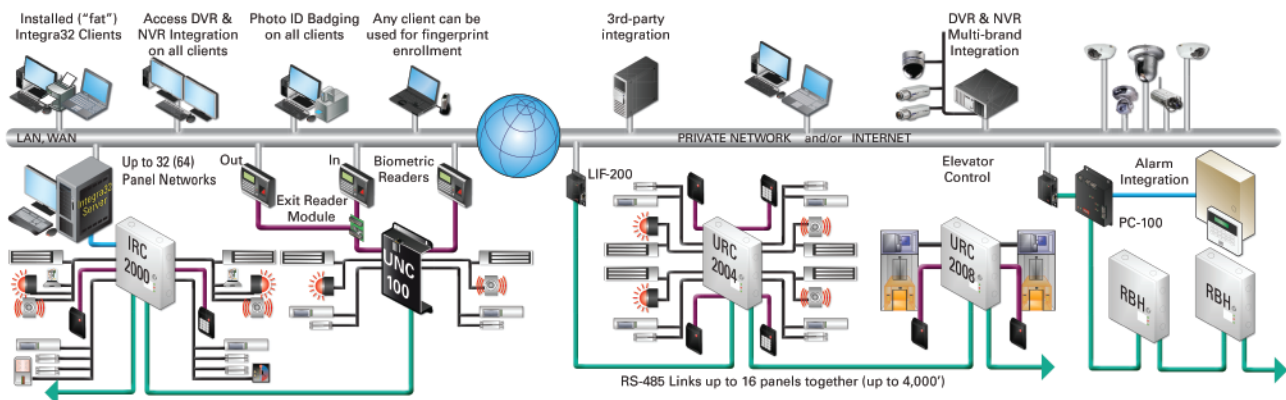 Installed ("fat")
Integra32 Clients
Access DVR &
NVR Integration
on all clients
Photo ID Badging
on all clients
Any client can be
used for fingerprint
enrollment
3rd-party
integration
DVR & NVR
Multi-brand
Integration
LAN, WAN
PRIVATE NETWORK and/or INTERNET
Integra32
Server
Up to 32 (64)
Panel Networks
Out
In
Biometric
Readers
Exit Reader
Module
LIF-200
Elevator
Control
Alarm
Integration
PC-100
IRC
2000
UNC
100
URC
2004
URC
2008
RBH
RBH
RS-485 Links up to 16 panels together (up to 4,000')